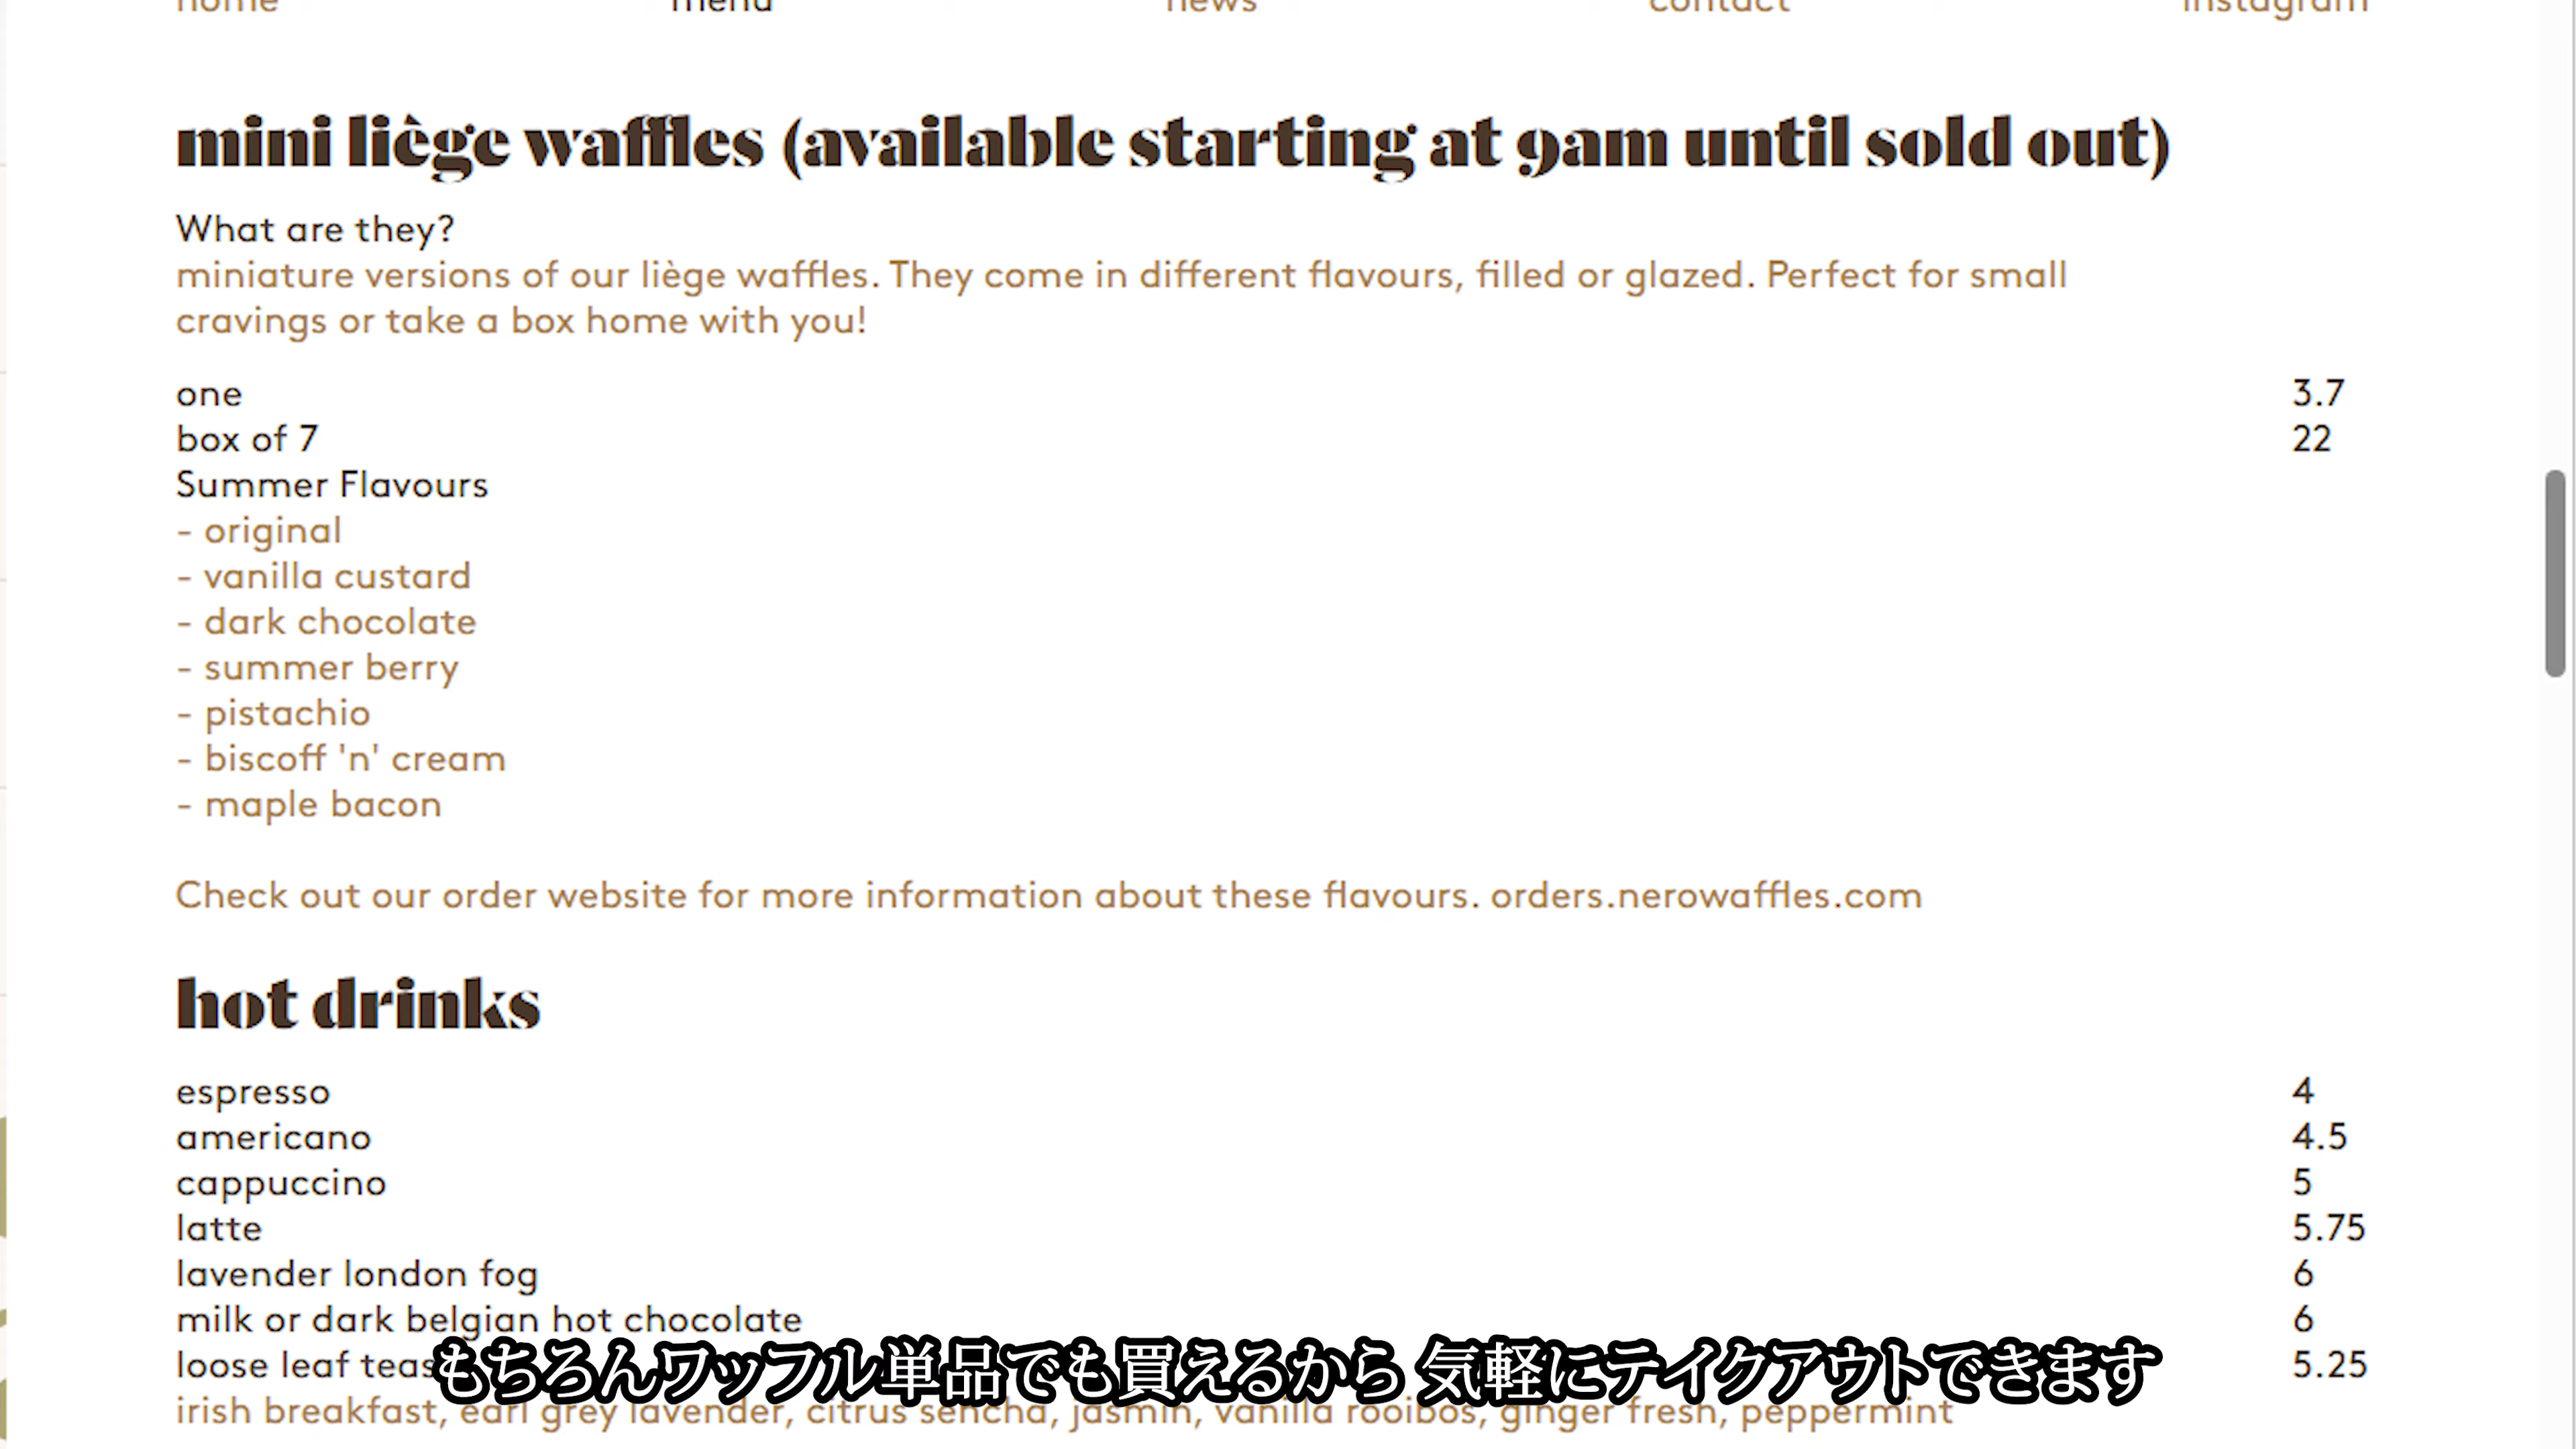 home menu news contact instagram
mini liège waffles (available starting at 9am until sold out)
What are they?
miniature versions of our liège waffles. They come in different flavours, filled or glazed. Perfect for small
cravings or take a box home with you!
one 3.7
box of 7 22
Summer Flavours
- original
- vanilla custard
- dark chocolate
- summer berry
- pistachio
- biscoff 'n' cream
- maple bacon
Check out our order website for more information about these flavours. orders.nerowaffles.com
hot drinks
espresso 4
americano 4.5
cappuccino 5
latte 5.75
lavender london fog 6
milk or dark belgian hot chocolate 6
loose leaf teas 5.25
もちろんワッフル単品でも買えるから 気軽にテイクアウトできます
irish breakfast, earl grey lavender, citrus sencha, jasmin, vanilla rooibos, ginger fresh, peppermint